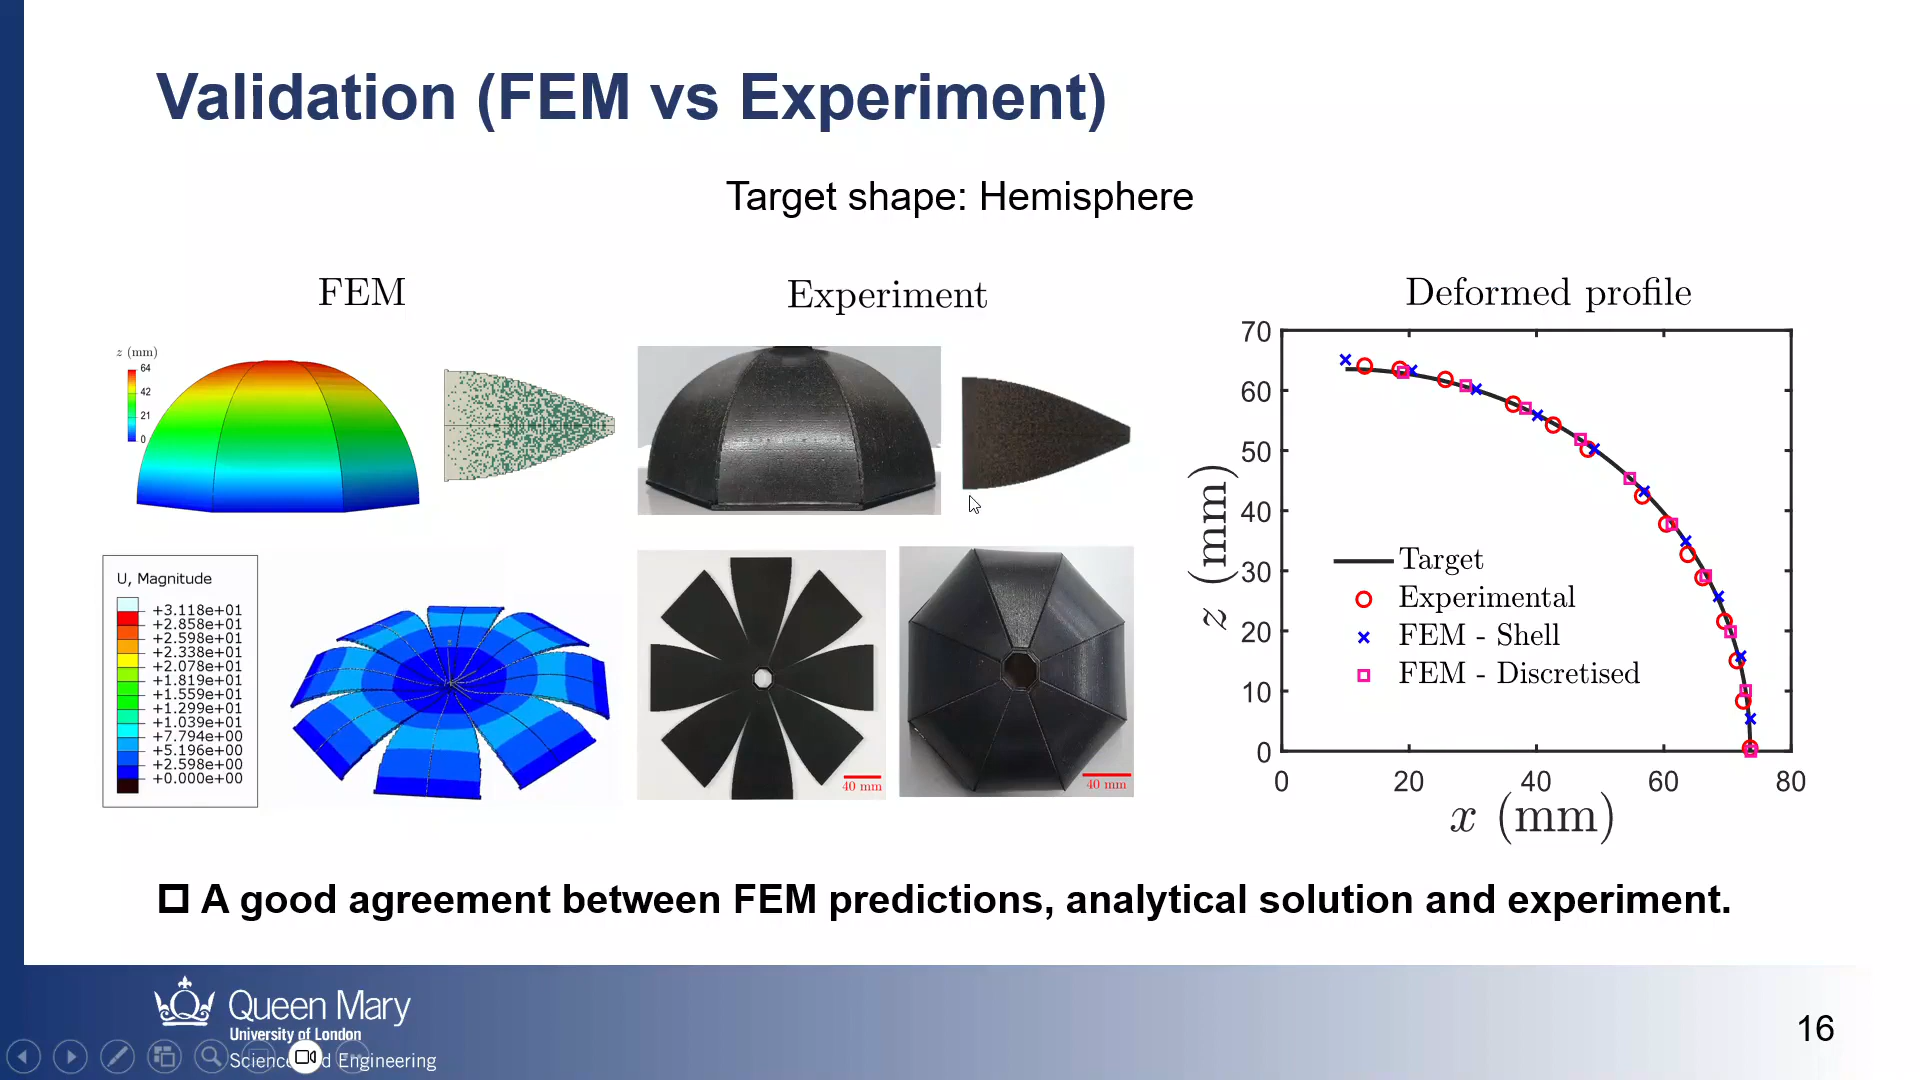 Validation (FEM vs Experiment)
Target shape: Hemisphere
FEM
Experiment
Deformed profile
z (mm)
64
42
21
0
U, Magnitude
+3.118e+01
+2.858e+01
+2.598e+01
+2.338e+01
+2.078e+01
+1.819e+01
+1.559e+01
+1.299e+01
+1.039e+01
+7.794e+00
+5.196e+00
+2.598e+00
+0.000e+00
40 mm
40 mm
70
60
50
40
30
20
10
0
z (mm)
Target
Experimental
FEM - Shell
FEM - Discretised
0 20 40 60 80
x (mm)
A good agreement between FEM predictions, analytical solution and experiment.
Queen Mary
University of London
Engineering
16